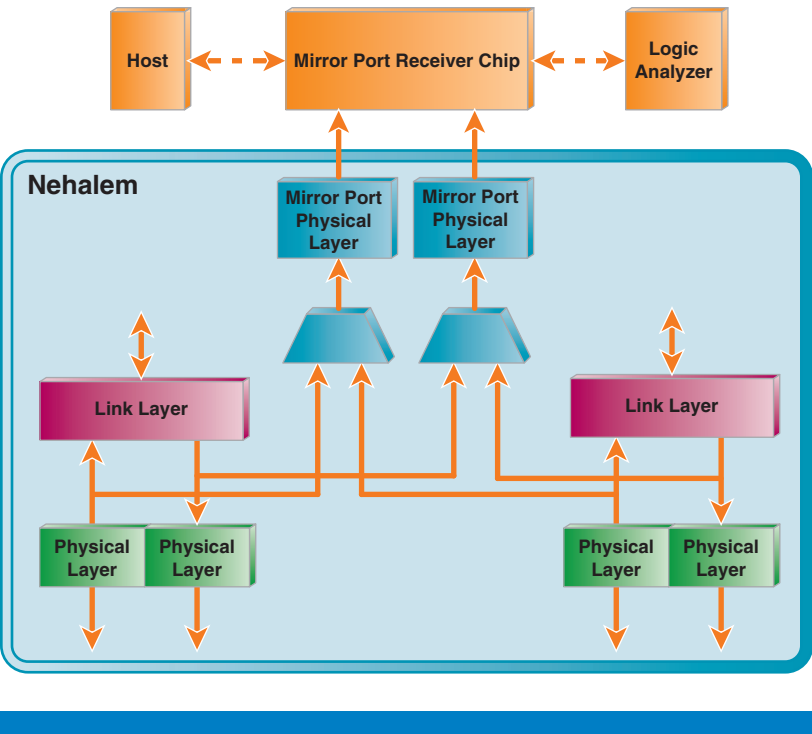 Host
Mirror Port Receiver Chip
Logic
Analyzer
Nehalem
Mirror Port
Physical
Layer
Mirror Port
Physical
Layer
Link Layer
Link Layer
Physical
Layer
Physical
Layer
Physical
Layer
Physical
Layer